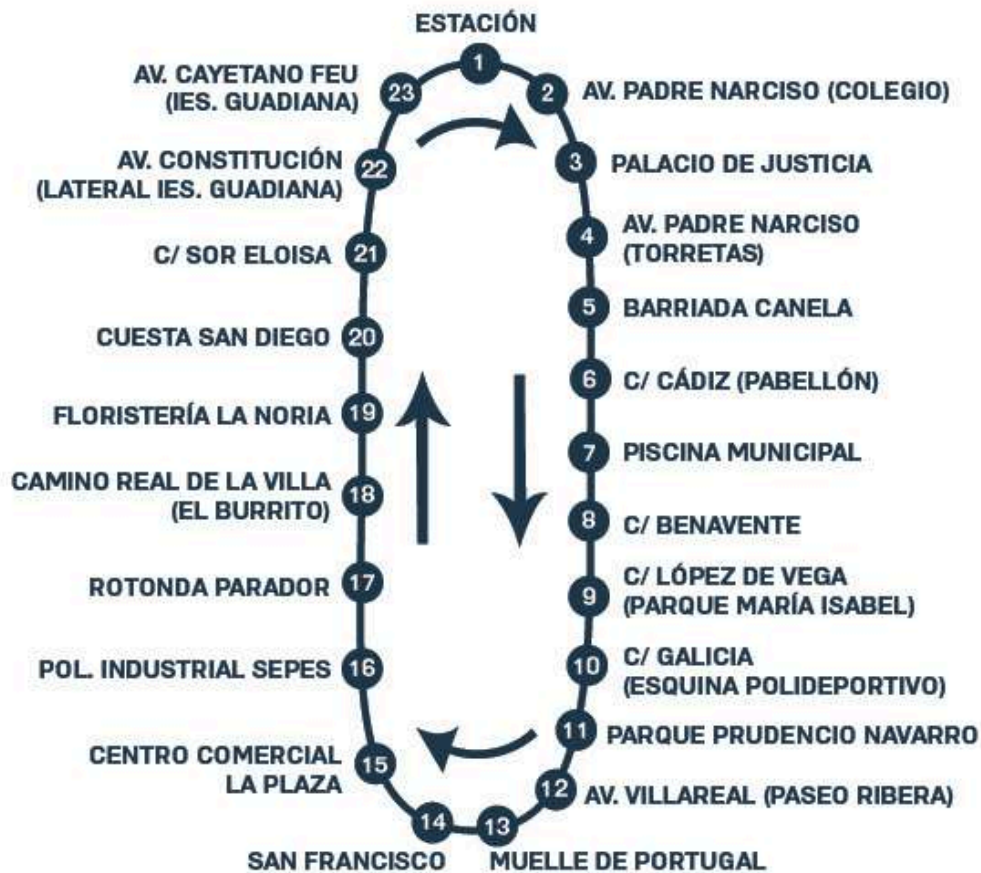 ESTACIÓN
1
2
AV. PADRE NARCISO (COLEGIO)
3
PALACIO DE JUSTICIA
4
AV. PADRE NARCISO
(TORRETAS)
5
BARRIADA CANELA
6
C/ CÁDIZ (PABELLÓN)
7
PISCINA MUNICIPAL
8
C/ BENAVENTE
9
C/ LÓPEZ DE VEGA
(PARQUE MARÍA ISABEL)
10
C/ GALICIA
(ESQUINA POLIDEPORTIVO)
11
PARQUE PRUDENCIO NAVARRO
12
AV. VILLAREAL (PASEO RIBERA)
13
MUELLE DE PORTUGAL
14
SAN FRANCISCO
15
CENTRO COMERCIAL
LA PLAZA
16
POL. INDUSTRIAL SEPES
17
ROTONDA PARADOR
18
CAMINO REAL DE LA VILLA
(EL BURRITO)
19
FLORISTERÍA LA NORIA
20
CUESTA SAN DIEGO
21
C/ SOR ELOISA
22
AV. CONSTITUCIÓN
(LATERAL IES. GUADIANA)
23
AV. CAYETANO FEU
(IES. GUADIANA)